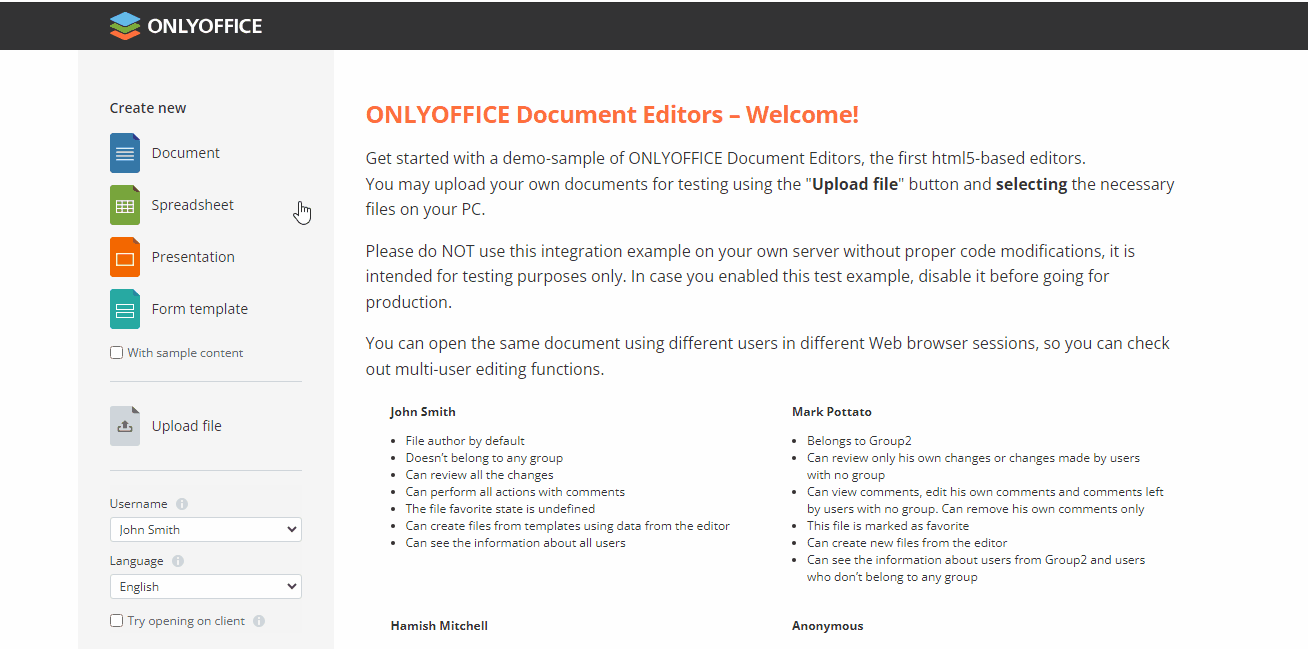 ONLYOFFICE
Create new
Document
Spreadsheet
Presentation
Form template
With sample content
Upload file
Username
John Smith
Language
English
Try opening on client
ONLYOFFICE Document Editors – Welcome!
Get started with a demo-sample of ONLYOFFICE Document Editors, the first html5-based editors.
You may upload your own documents for testing using the "Upload file" button and selecting the necessary
files on your PC.
Please do NOT use this integration example on your own server without proper code modifications, it is
intended for testing purposes only. In case you enabled this test example, disable it before going for
production.
You can open the same document using different users in different Web browser sessions, so you can check
out multi-user editing functions.
John Smith
• File author by default
• Doesn’t belong to any group
• Can review all the changes
• Can perform all actions with comments
• The file favorite state is undefined
• Can create files from templates using data from the editor
• Can see the information about all users
Mark Pottato
• Belongs to Group2
• Can review only his own changes or changes made by users
with no group
• Can view comments, edit his own comments and comments left
by users with no group. Can remove his own comments only
• This file is marked as favorite
• Can create new files from the editor
• Can see the information about users from Group2 and users
who don’t belong to any group
Hamish Mitchell
Anonymous